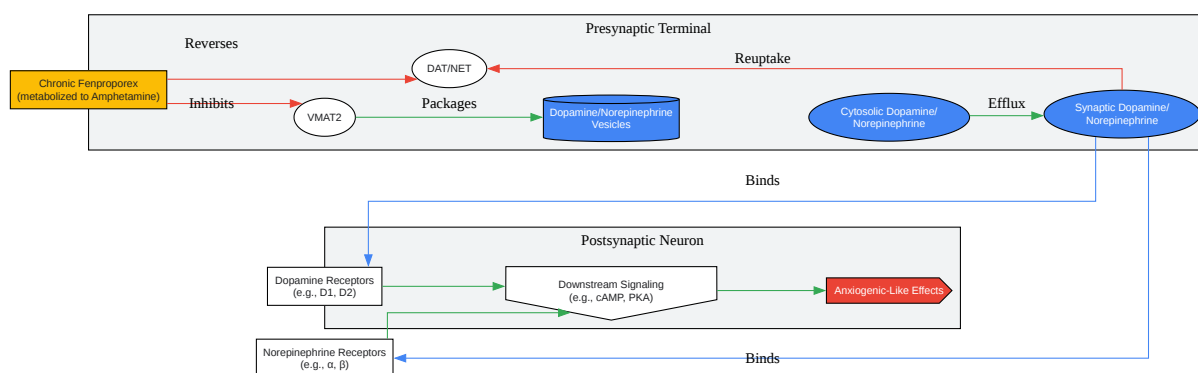 Presynaptic Terminal
Reverses
DAT/NET
Reuptake
Chronic Fenproporex
(metabolized to Amphetamine)
Inhibits
VMAT2
Packages
Dopamine/Norepinephrine
Vesicles
Cytosolic Dopamine/
Norepinephrine
Efflux
Synaptic Dopamine/
Norepinephrine
Binds
Postsynaptic Neuron
Dopamine Receptors
(e.g., D1, D2)
Downstream Signaling
(e.g., cAMP, PKA)
Anxiogenic-Like Effects
Norepinephrine Receptors
(e.g., α, β)
Binds